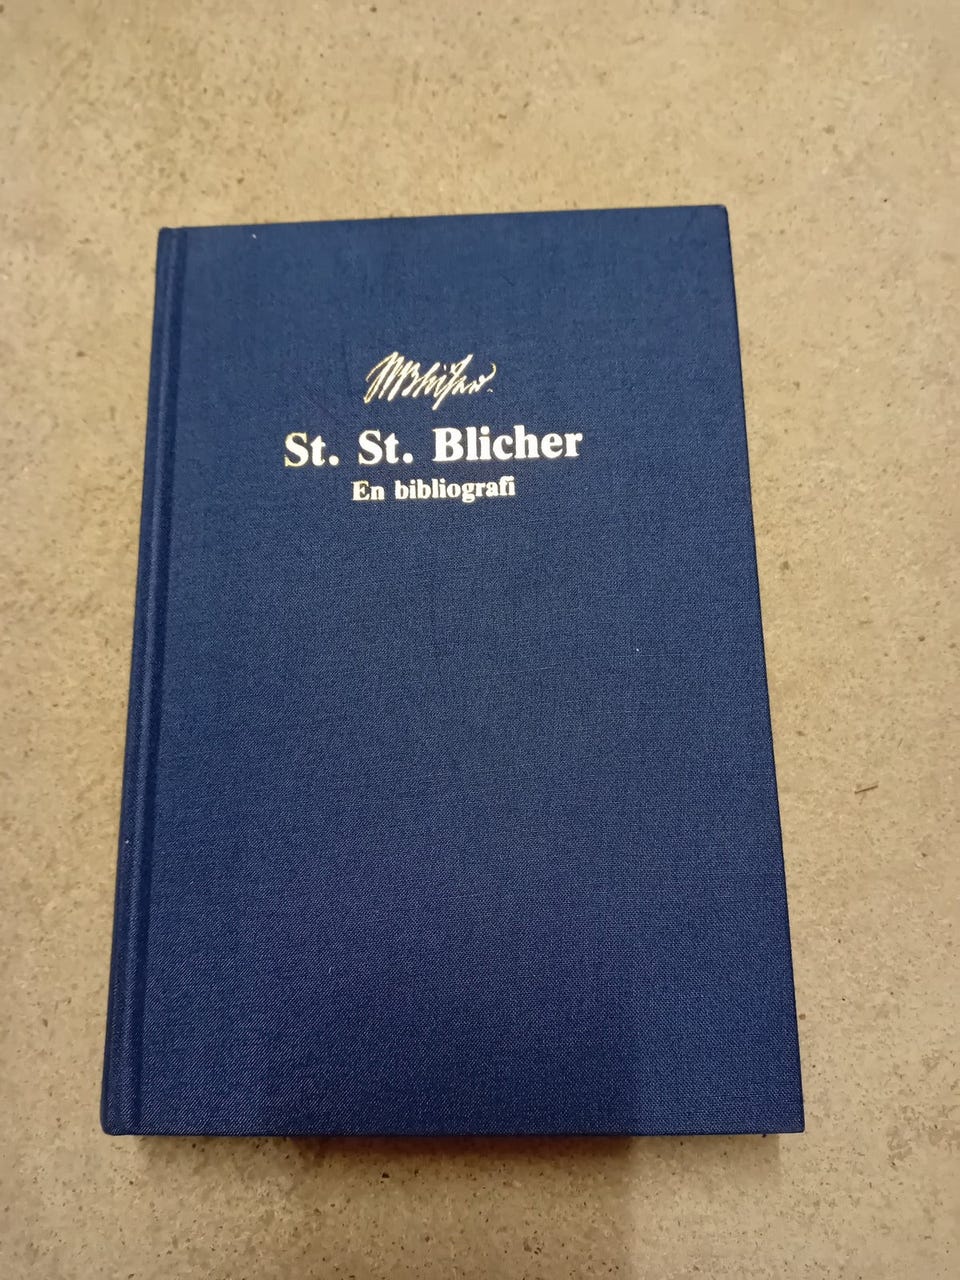 St. St. Blicher
En bibliografi